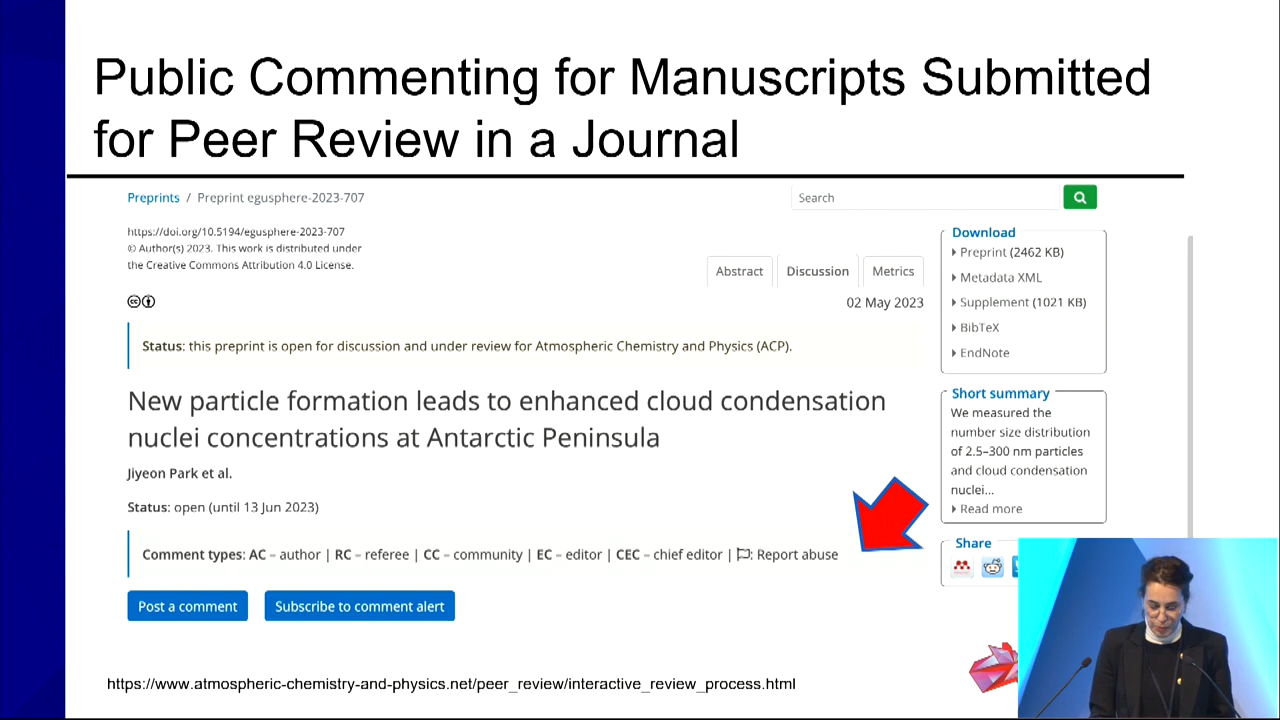 Public Commenting for Manuscripts Submitted
for Peer Review in a Journal
Preprints / Preprint egusphere-2023-707
Search
https://doi.org/10.5194/egusphere-2023-707
© Author(s) 2023. This work is distributed under
the Creative Commons Attribution 4.0 License.
Abstract
Discussion
Metrics
02 May 2023
Status: this preprint is open for discussion and under review for Atmospheric Chemistry and Physics (ACP).
New particle formation leads to enhanced cloud condensation
nuclei concentrations at Antarctic Peninsula
Jiyeon Park et al.
Status: open (until 13 Jun 2023)
Comment types: AC – author | RC – referee | CC – community | EC – editor | CEC – chief editor | : Report abuse
Post a comment
Subscribe to comment alert
Download
Preprint (2462 KB)
Metadata XML
Supplement (1021 KB)
BibTeX
EndNote
Short summary
We measured the
number size distribution
of 2.5–300 nm particles
and cloud condensation
nuclei...
Read more
Share
https://www.atmospheric-chemistry-and-physics.net/peer_review/interactive_review_process.html